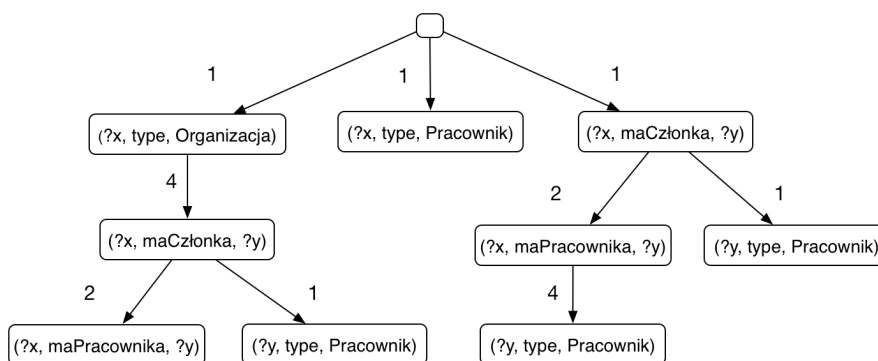 1
1
1
(?x, type, Organizacja)
(?x, type, Pracownik)
(?x, maCzłonka, ?y)
4
2
1
(?x, maCzłonka, ?y)
(?x, maPracownika, ?y)
(?y, type, Pracownik)
2
1
4
(?x, maPracownika, ?y)
(?y, type, Pracownik)
(?y, type, Pracownik)